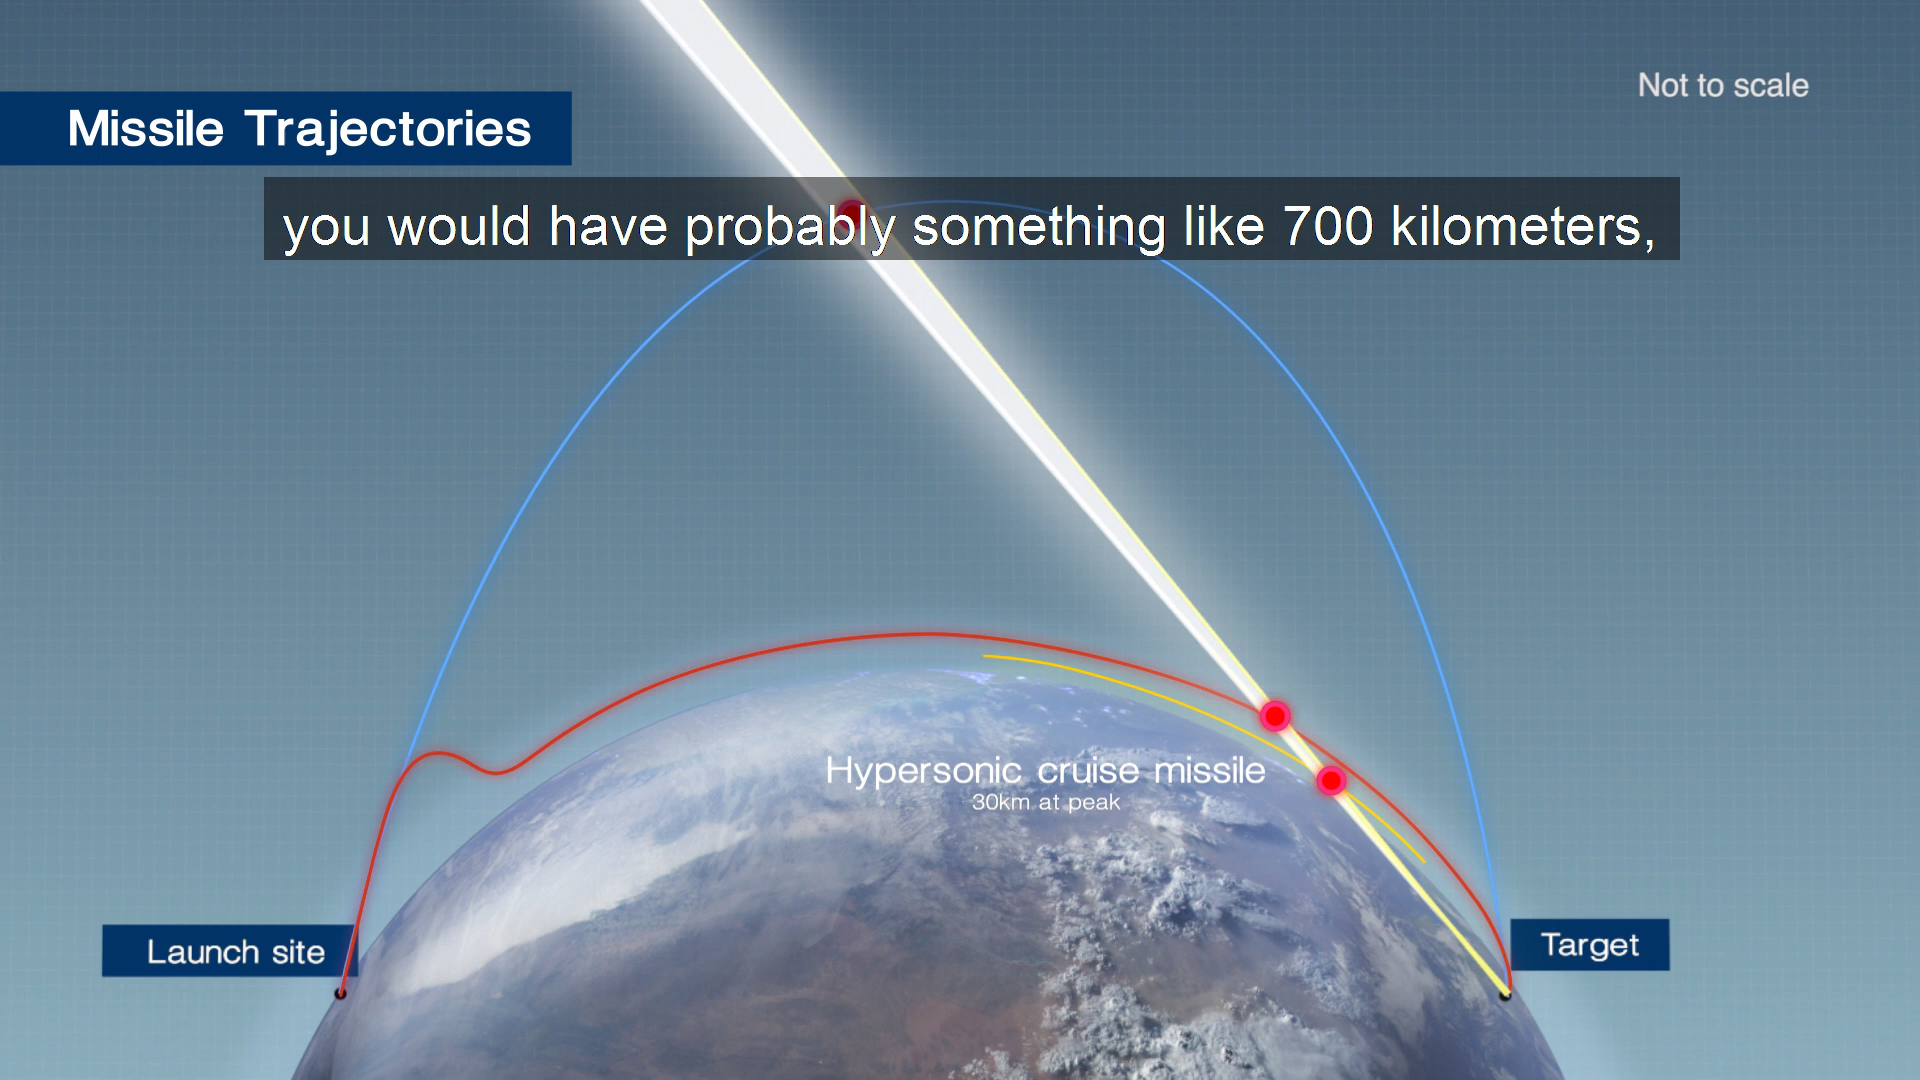 Not to scale
Missile Trajectories
you would have probably something like 700 kilometers,
Hypersonic cruise missile
30km at peak
Launch site
Target